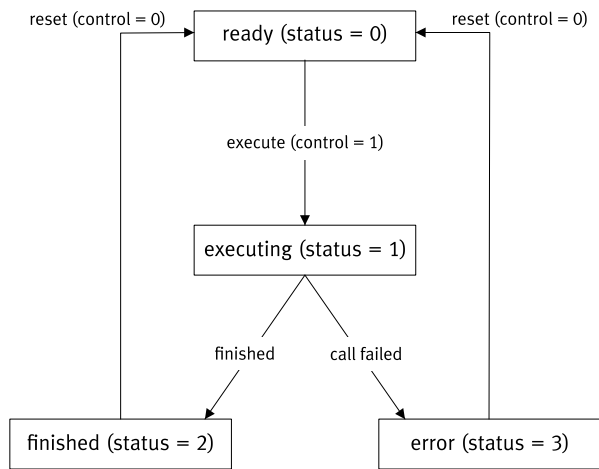 reset (control = 0)
ready (status = 0)
reset (control = 0)
execute (control = 1)
executing (status = 1)
finished
call failed
finished (status = 2)
error (status = 3)